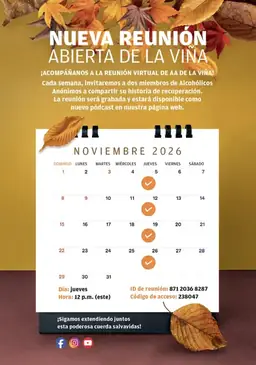 NUEVA REUNIÓN
ABIERTA DE LA VIÑA
¡ACOMPÁÑANOS A LA REUNIÓN VIRTUAL DE AA DE LA VIÑA!
Cada semana, invitaremos a dos miembros de Alcohólicos
Anónimos a compartir su historia de recuperación.
La reunión será grabada y estará disponible como
nuevo pódcast en nuestra página web.
NOVIEMBRE 2026
DOMINGO LUNES MARTES MIÉRCOLES JUEVES VIERNES SÁBADO
1 2 3 4 5 6 7
8 9 10 11 12 13 14
15 16 17 18 19 20 21
22 23 24 25 26 27 28
29 30 31
Día: jueves
Hora: 12 p.m. (este)
ID de reunión: 871 2036 8287
Código de acceso: 238047
¡Sigamos extendiendo juntos
esta poderosa cuerda salvavidas!